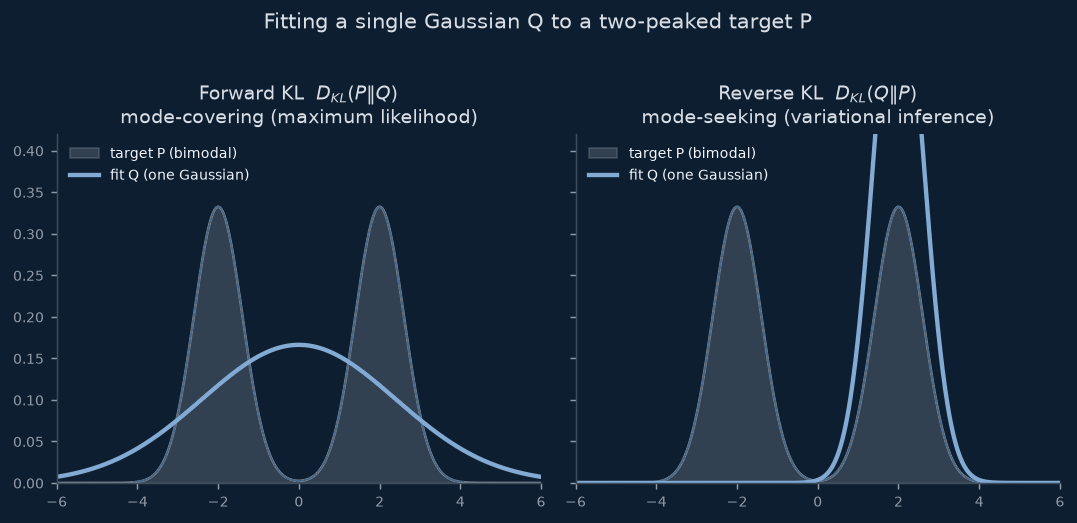 Fitting a single Gaussian Q to a two-peaked target P
Forward KL D_KL(P∥Q)
mode-covering (maximum likelihood)
target P (bimodal)
fit Q (one Gaussian)
0.40
0.35
0.30
0.25
0.20
0.15
0.10
0.05
0.00
−6 −4 −2 0 2 4 6
Reverse KL D_KL(Q∥P)
mode-seeking (variational inference)
target P (bimodal)
fit Q (one Gaussian)
−6 −4 −2 0 2 4 6